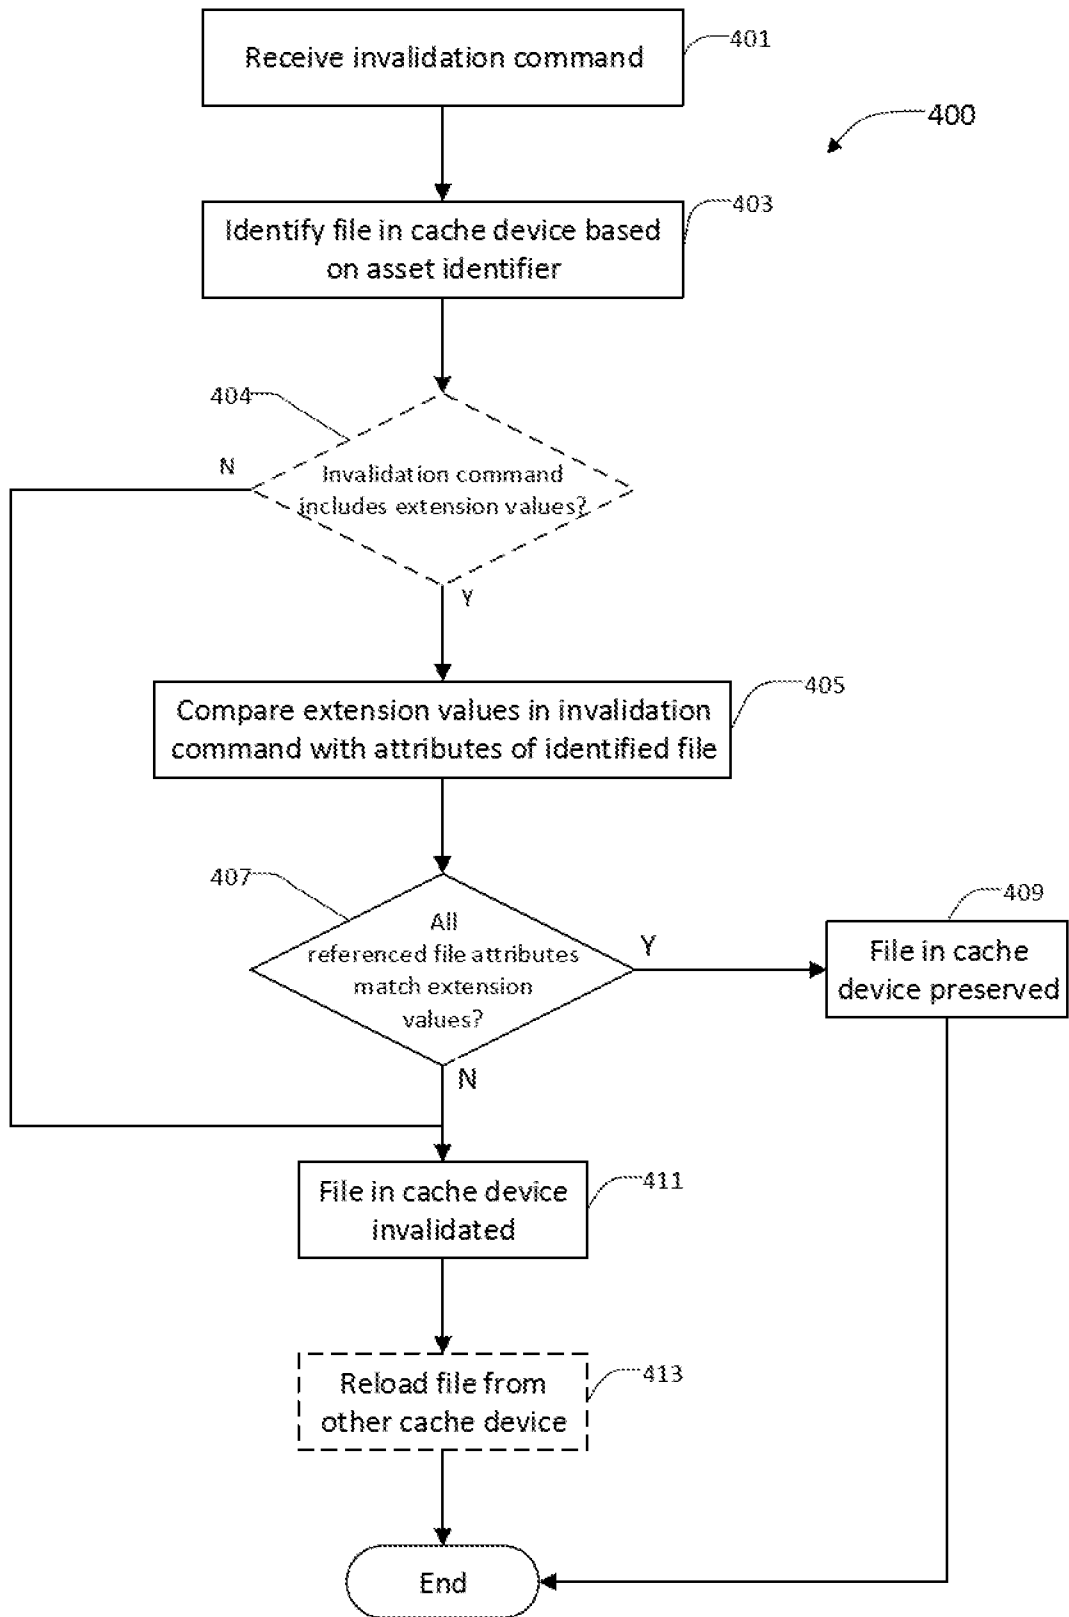 Receive invalidation command
401
400
Identify file in cache device based
on asset identifier
403
404
N
Invalidation command
includes extension values?
Y
405
Compare extension values in invalidation
command with attributes of identified file
407
All
referenced file attributes
match extension
values?
Y
409
File in cache
device preserved
N
File in cache device
invalidated
411
Reload file from
other cache device
413
End